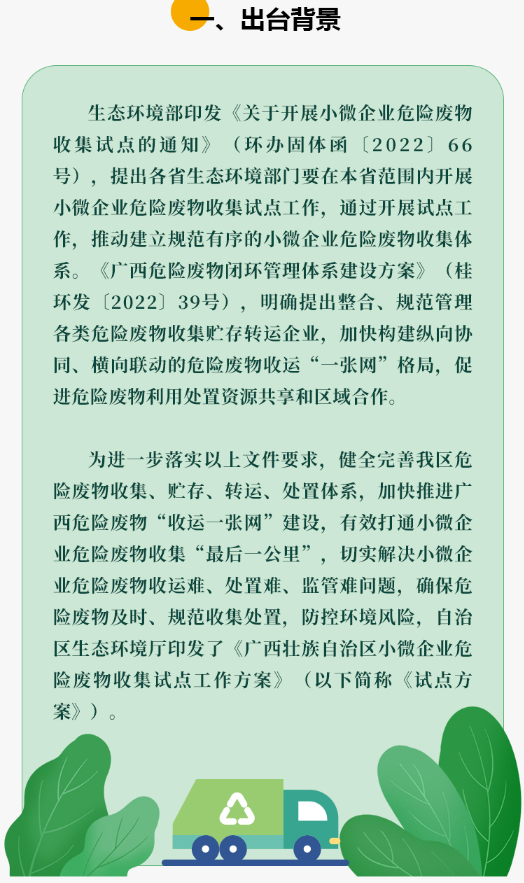 一、出台背景
生态环境部印发《关于开展小微企业危险废物
收集试点的通知》（环办固体函〔2022〕66
号），提出各省生态环境部门要在本省范围内开展
小微企业危险废物收集试点工作，通过开展试点工
作，推动建立规范有序的小微企业危险废物收集体
系。《广西危险废物闭环管理体系建设方案》（桂
环发〔2022〕39号），明确提出整合、规范管理
各类危险废物收集贮存转运企业，加快构建纵向协
同、横向联动的危险废物收运“一张网”格局，促
进危险废物利用处置资源共享和区域合作。
为进一步落实以上文件要求，健全完善我区危
险废物收集、贮存、转运、处置体系，加快推进广
西危险废物“收运一张网”建设，有效打通小微企
业危险废物收集“最后一公里”，切实解决小微企
业危险废物收运难、处置难、监管难问题，确保危
险废物及时、规范收集处置，防控环境风险，自治
区生态环境厅印发了《广西壮族自治区小微企业危
险废物收集试点工作方案》（以下简称《试点方
案》）。